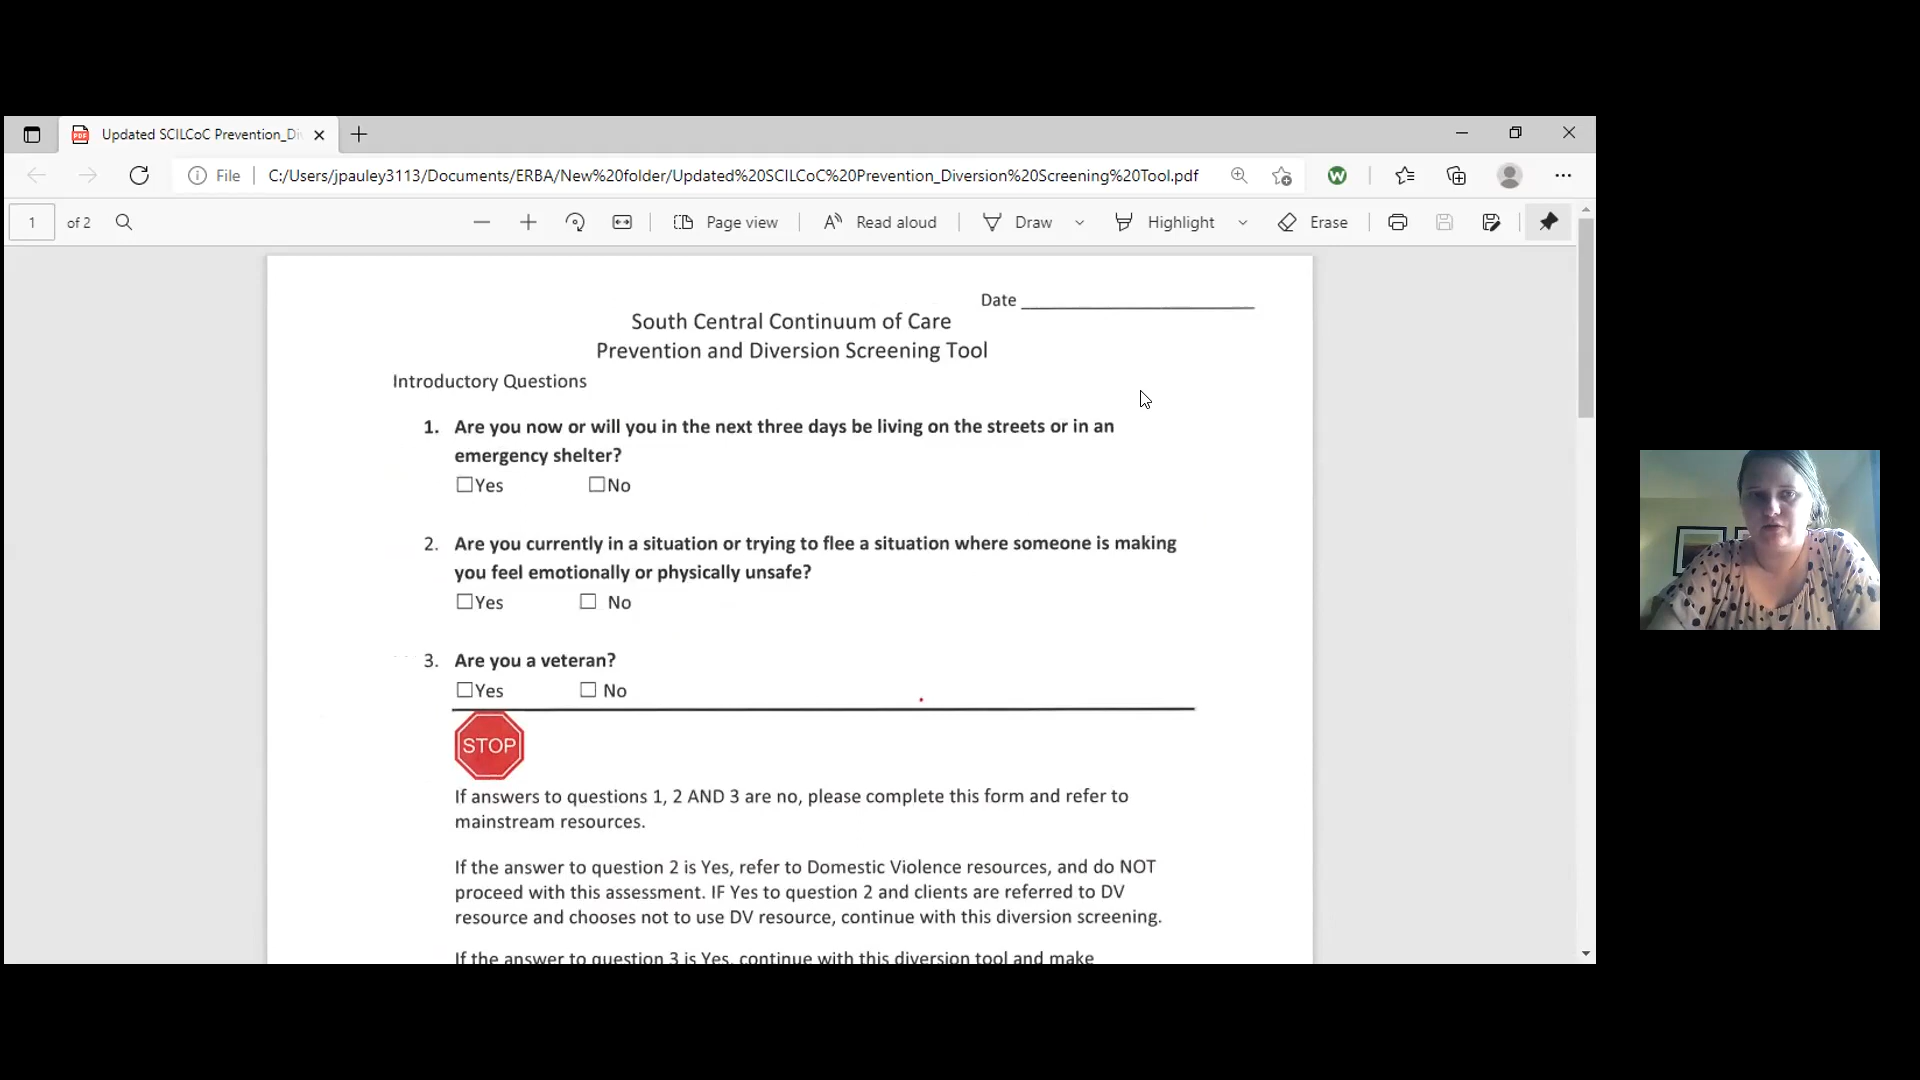 Updated SCILCoC Prevention_Di
File
C:/Users/jpauley3113/Documents/ERBA/New%20folder/Updated%20SCILCoC%20Prevention_Diversion%20Screening%20Tool.pdf
W
1 of 2
Page view
Read aloud
Draw
Highlight
Erase
Date
South Central Continuum of Care
Prevention and Diversion Screening Tool
Introductory Questions
1. Are you now or will you in the next three days be living on the streets or in an
emergency shelter?
☐Yes ☐No
2. Are you currently in a situation or trying to flee a situation where someone is making
you feel emotionally or physically unsafe?
☐Yes ☐ No
3. Are you a veteran?
☐Yes ☐ No
STOP
If answers to questions 1, 2 AND 3 are no, please complete this form and refer to
mainstream resources.
If the answer to question 2 is Yes, refer to Domestic Violence resources, and do NOT
proceed with this assessment. IF Yes to question 2 and clients are referred to DV
resource and chooses not to use DV resource, continue with this diversion screening.
If the answer to question 3 is Yes, continue with this diversion tool and make